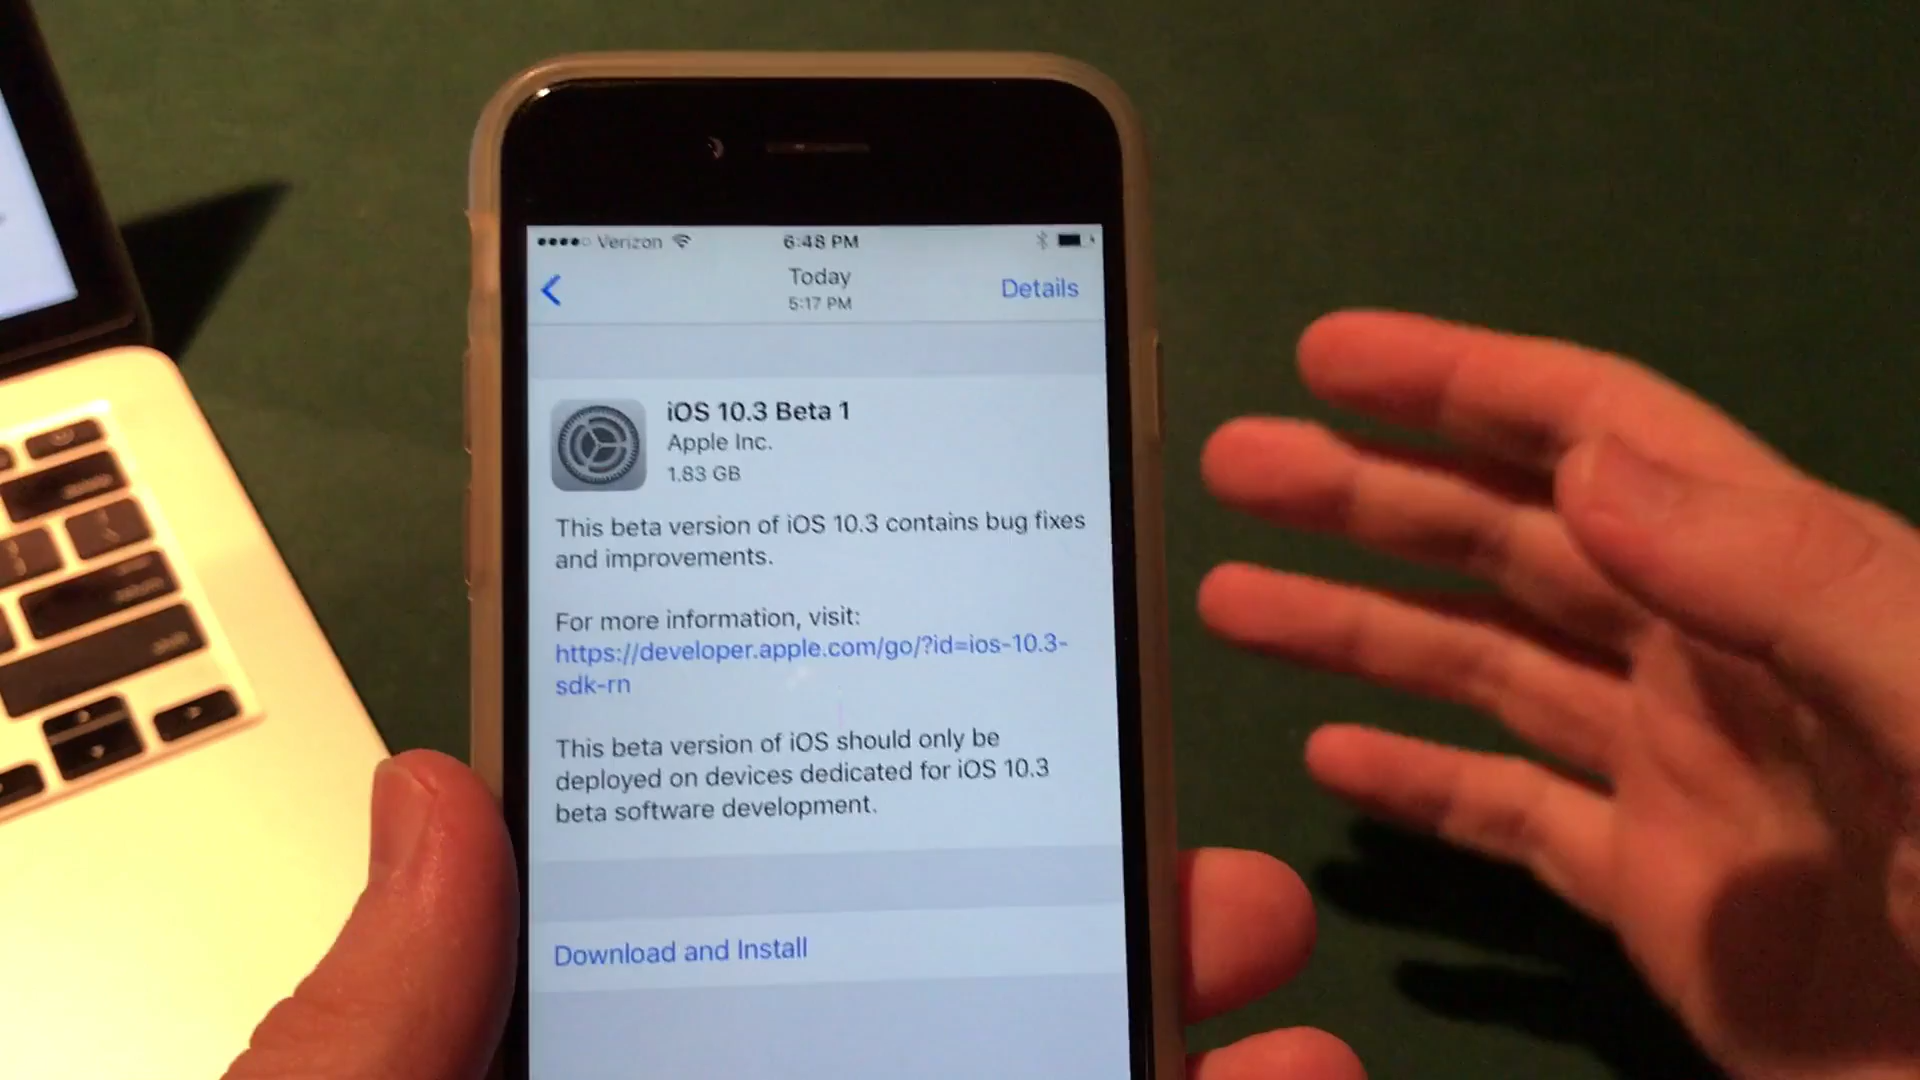 Verizon 6:48 PM
Today
5:17 PM
Details
iOS 10.3 Beta 1
Apple Inc.
1.83 GB
This beta version of iOS 10.3 contains bug fixes
and improvements.
For more information, visit:
https://developer.apple.com/go/?id=ios-10.3-
sdk-rn
This beta version of iOS should only be
deployed on devices dedicated for iOS 10.3
beta software development.
Download and Install